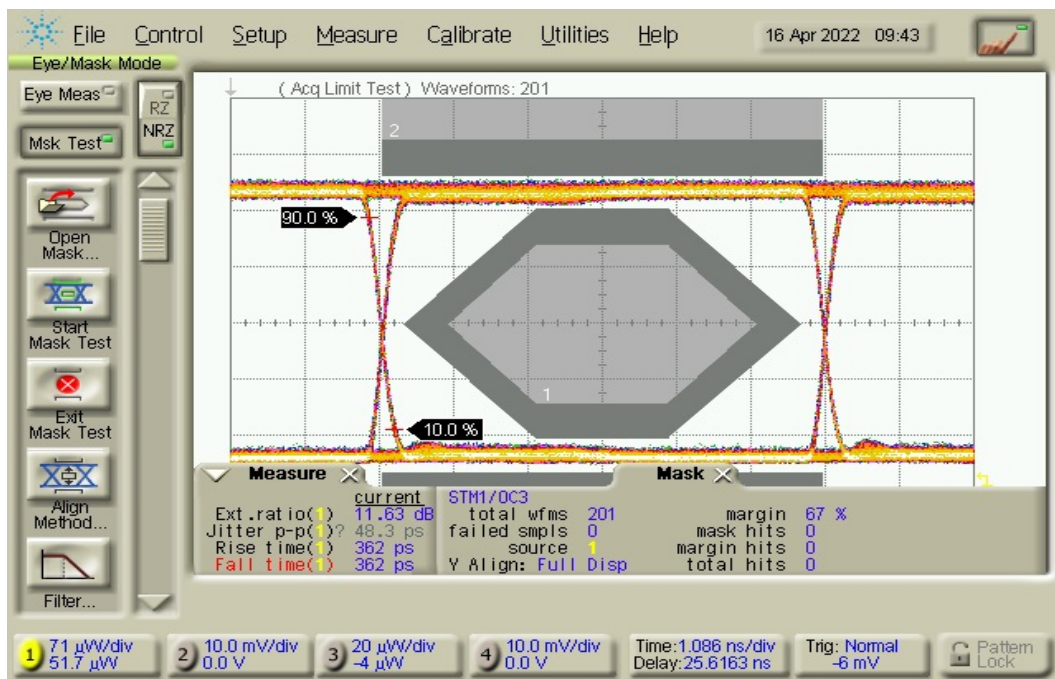 File Control Setup Measure Calibrate Utilities Help 16 Apr 2022 09:43
Eye/Mask Mode
Eye Meas
RZ
NRZ
Msk Test
Open
Mask...
Start
Mask Test
Exit
Mask Test
Align
Method...
Filter...
( Acq Limit Test ) Waveforms: 201
2
90.0 %
1
10.0 %
Measure
current
Ext.ratio(1) 11.63 dB
Jitter p-p(1)? 48.3 ps
Rise time(1) 362 ps
Fall time(1) 362 ps
Mask
STM1/OC3
total wfms 201 margin 67 %
failed smpls 0 mask hits 0
source 1 margin hits 0
Y Align: Full Disp total hits 0
1 71 µW/div
51.7 µW
2 10.0 mV/div
0.0 V
3 20 µW/div
-4 µW
4 10.0 mV/div
0.0 V
Time:1.086 ns/div
Delay:25.6163 ns
Trig: Normal
-6 mV
Pattern
Lock